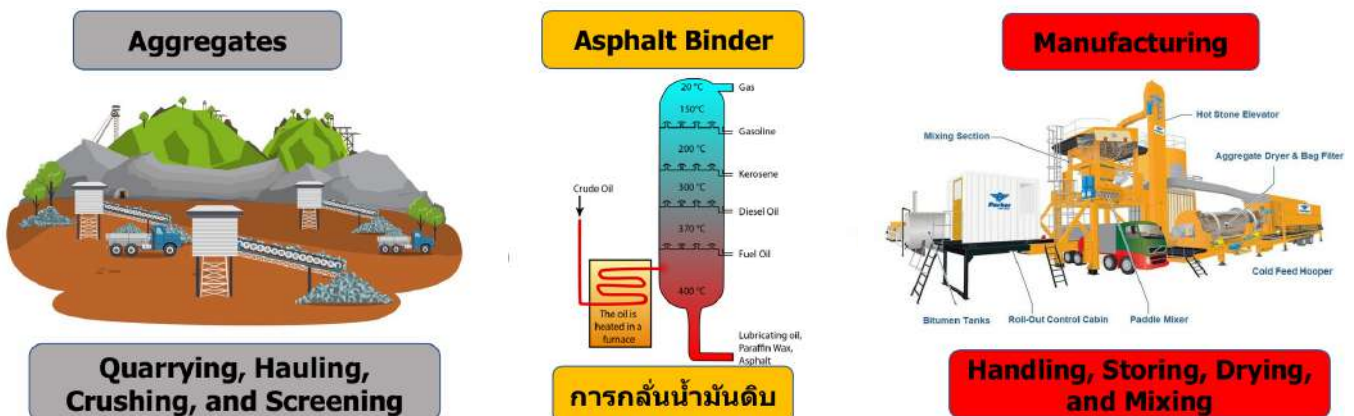 Aggregates
Quarrying, Hauling,
Crushing, and Screening
Asphalt Binder
20 °C
150°C
200 °C
300 °C
370 °C
400 °C
Gas
Gasoline
Kerosene
Diesel Oil
Fuel Oil
Crude Oil
The oil is
heated in a
furnace
Lubricating oil,
Paraffin Wax,
Asphalt
การกลั่นน้ำมันดิบ
Manufacturing
Hot Stone Elevator
Mixing Section
Aggregate Dryer & Bag Filter
Parker
Cold Feed Hooper
Bitumen Tanks
Roll-Out Control Cabin
Paddle Mixer
Handling, Storing, Drying,
and Mixing